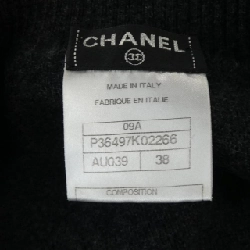 CHANEL
MADE IN ITALY
FABRIQUE EN ITALIE
09A
P36497K02266
AU039 38
COMPOSITION